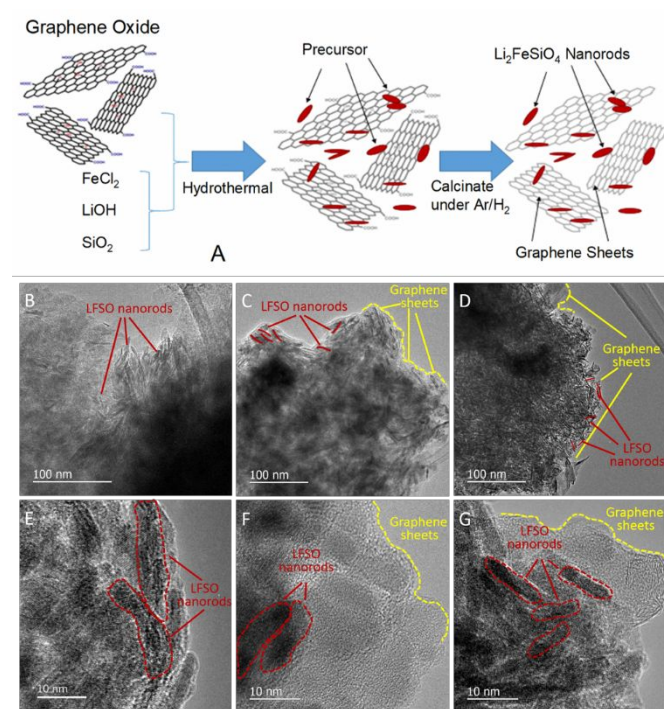 Graphene Oxide
FeCl₂
LiOH
SiO₂
Hydrothermal
A
Precursor
Calcinate
under Ar/H₂
Li₂FeSiO₄ Nanorods
Graphene Sheets
B
LFSO nanorods
100 nm
C
LFSO nanorods
Graphene
sheets
100 nm
D
Graphene
sheets
LFSO
nanorods
100 nm
E
LFSO
nanorods
10 nm
F
Graphene
sheets
LFSO
nanorods
10 nm
G
Graphene
sheets
LFSO
nanorods
10 nm